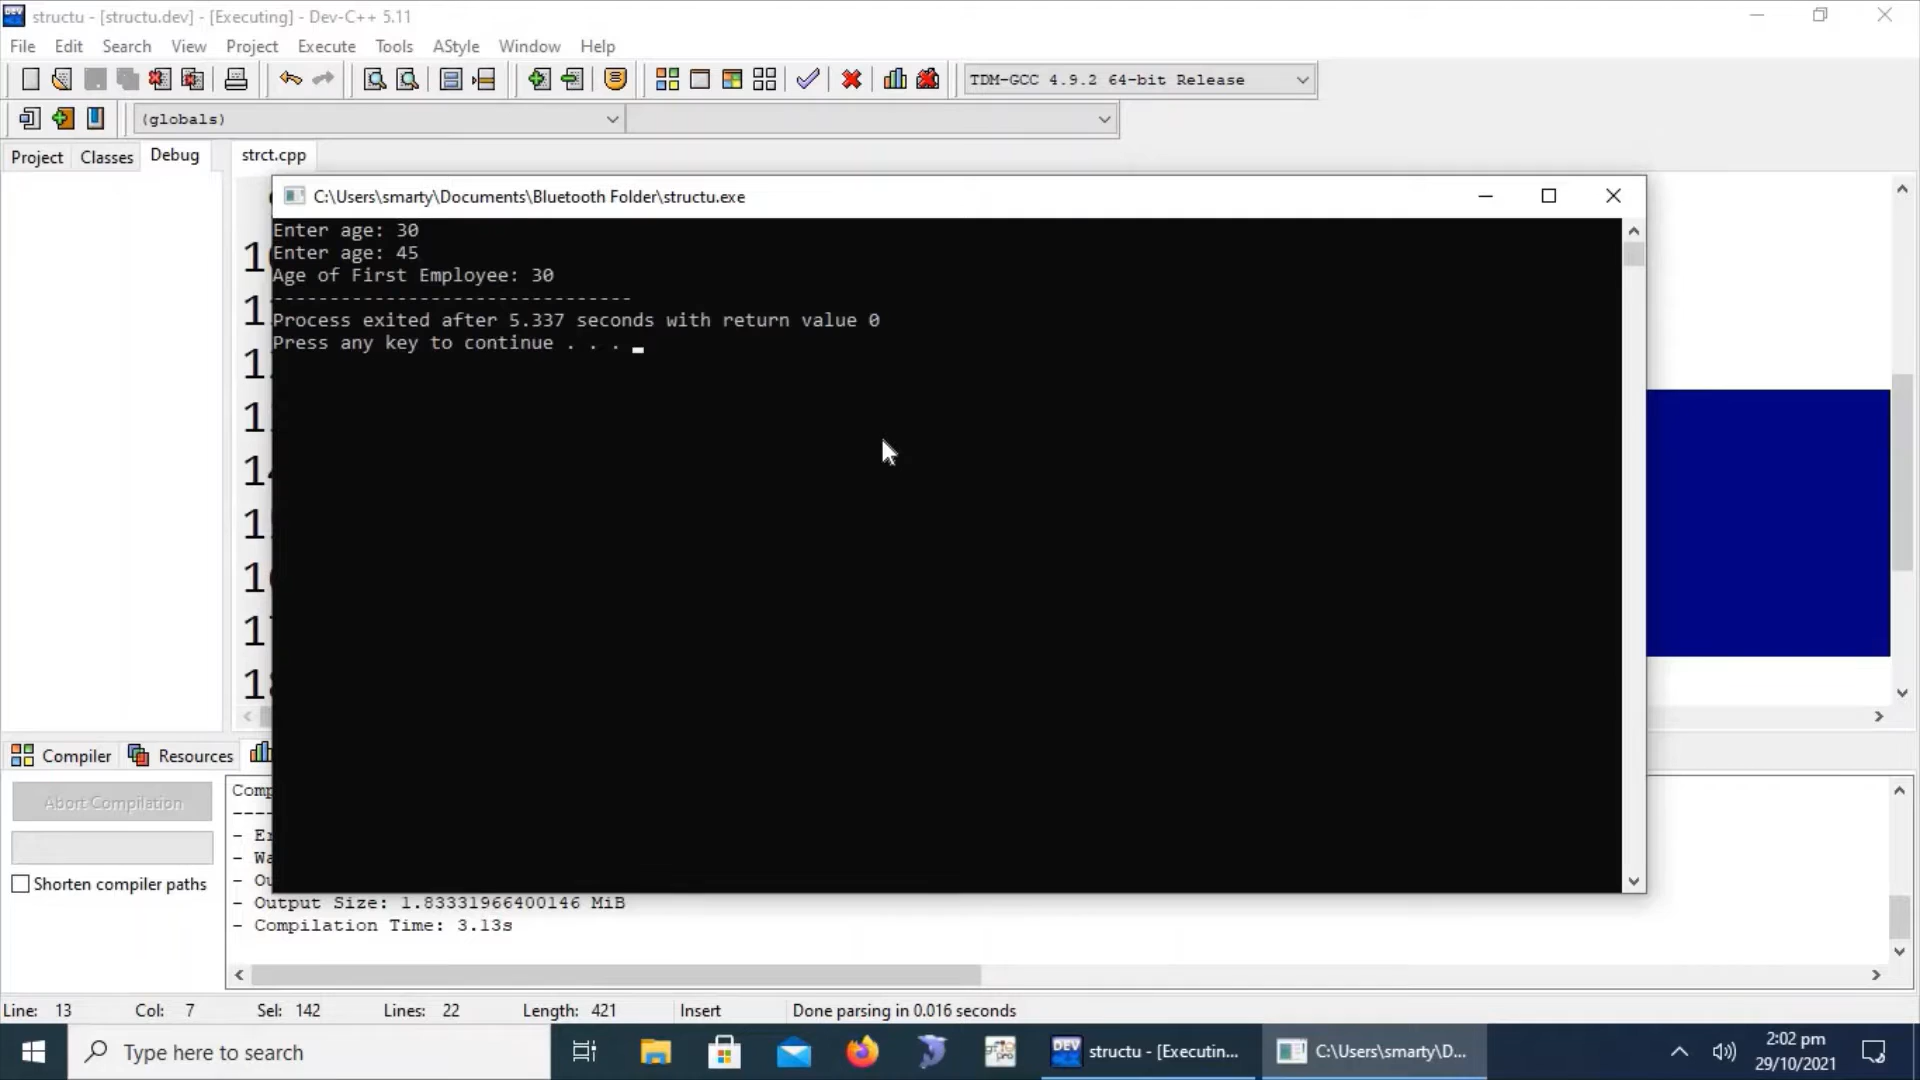 structu - [structu.dev] - [Executing] - Dev-C++ 5.11
File Edit Search View Project Execute Tools AStyle Window Help
TDM-GCC 4.9.2 64-bit Release
(globals)
Project Classes Debug strct.cpp
C:\Users\smarty\Documents\Bluetooth Folder\structu.exe
Enter age: 30
Enter age: 45
Age of First Employee: 30
--------------------------------
Process exited after 5.337 seconds with return value 0
Press any key to continue . . .
14
17
Compiler Resources
Abort Compilation
Shorten compiler paths
- Output Size: 1.83331966400146 MiB
- Compilation Time: 3.13s
Line: 13 Col: 7 Sel: 142 Lines: 22 Length: 421 Insert Done parsing in 0.016 seconds
Type here to search
DEV structu - [Executin... C:\Users\smarty\D...
2:02 pm
29/10/2021